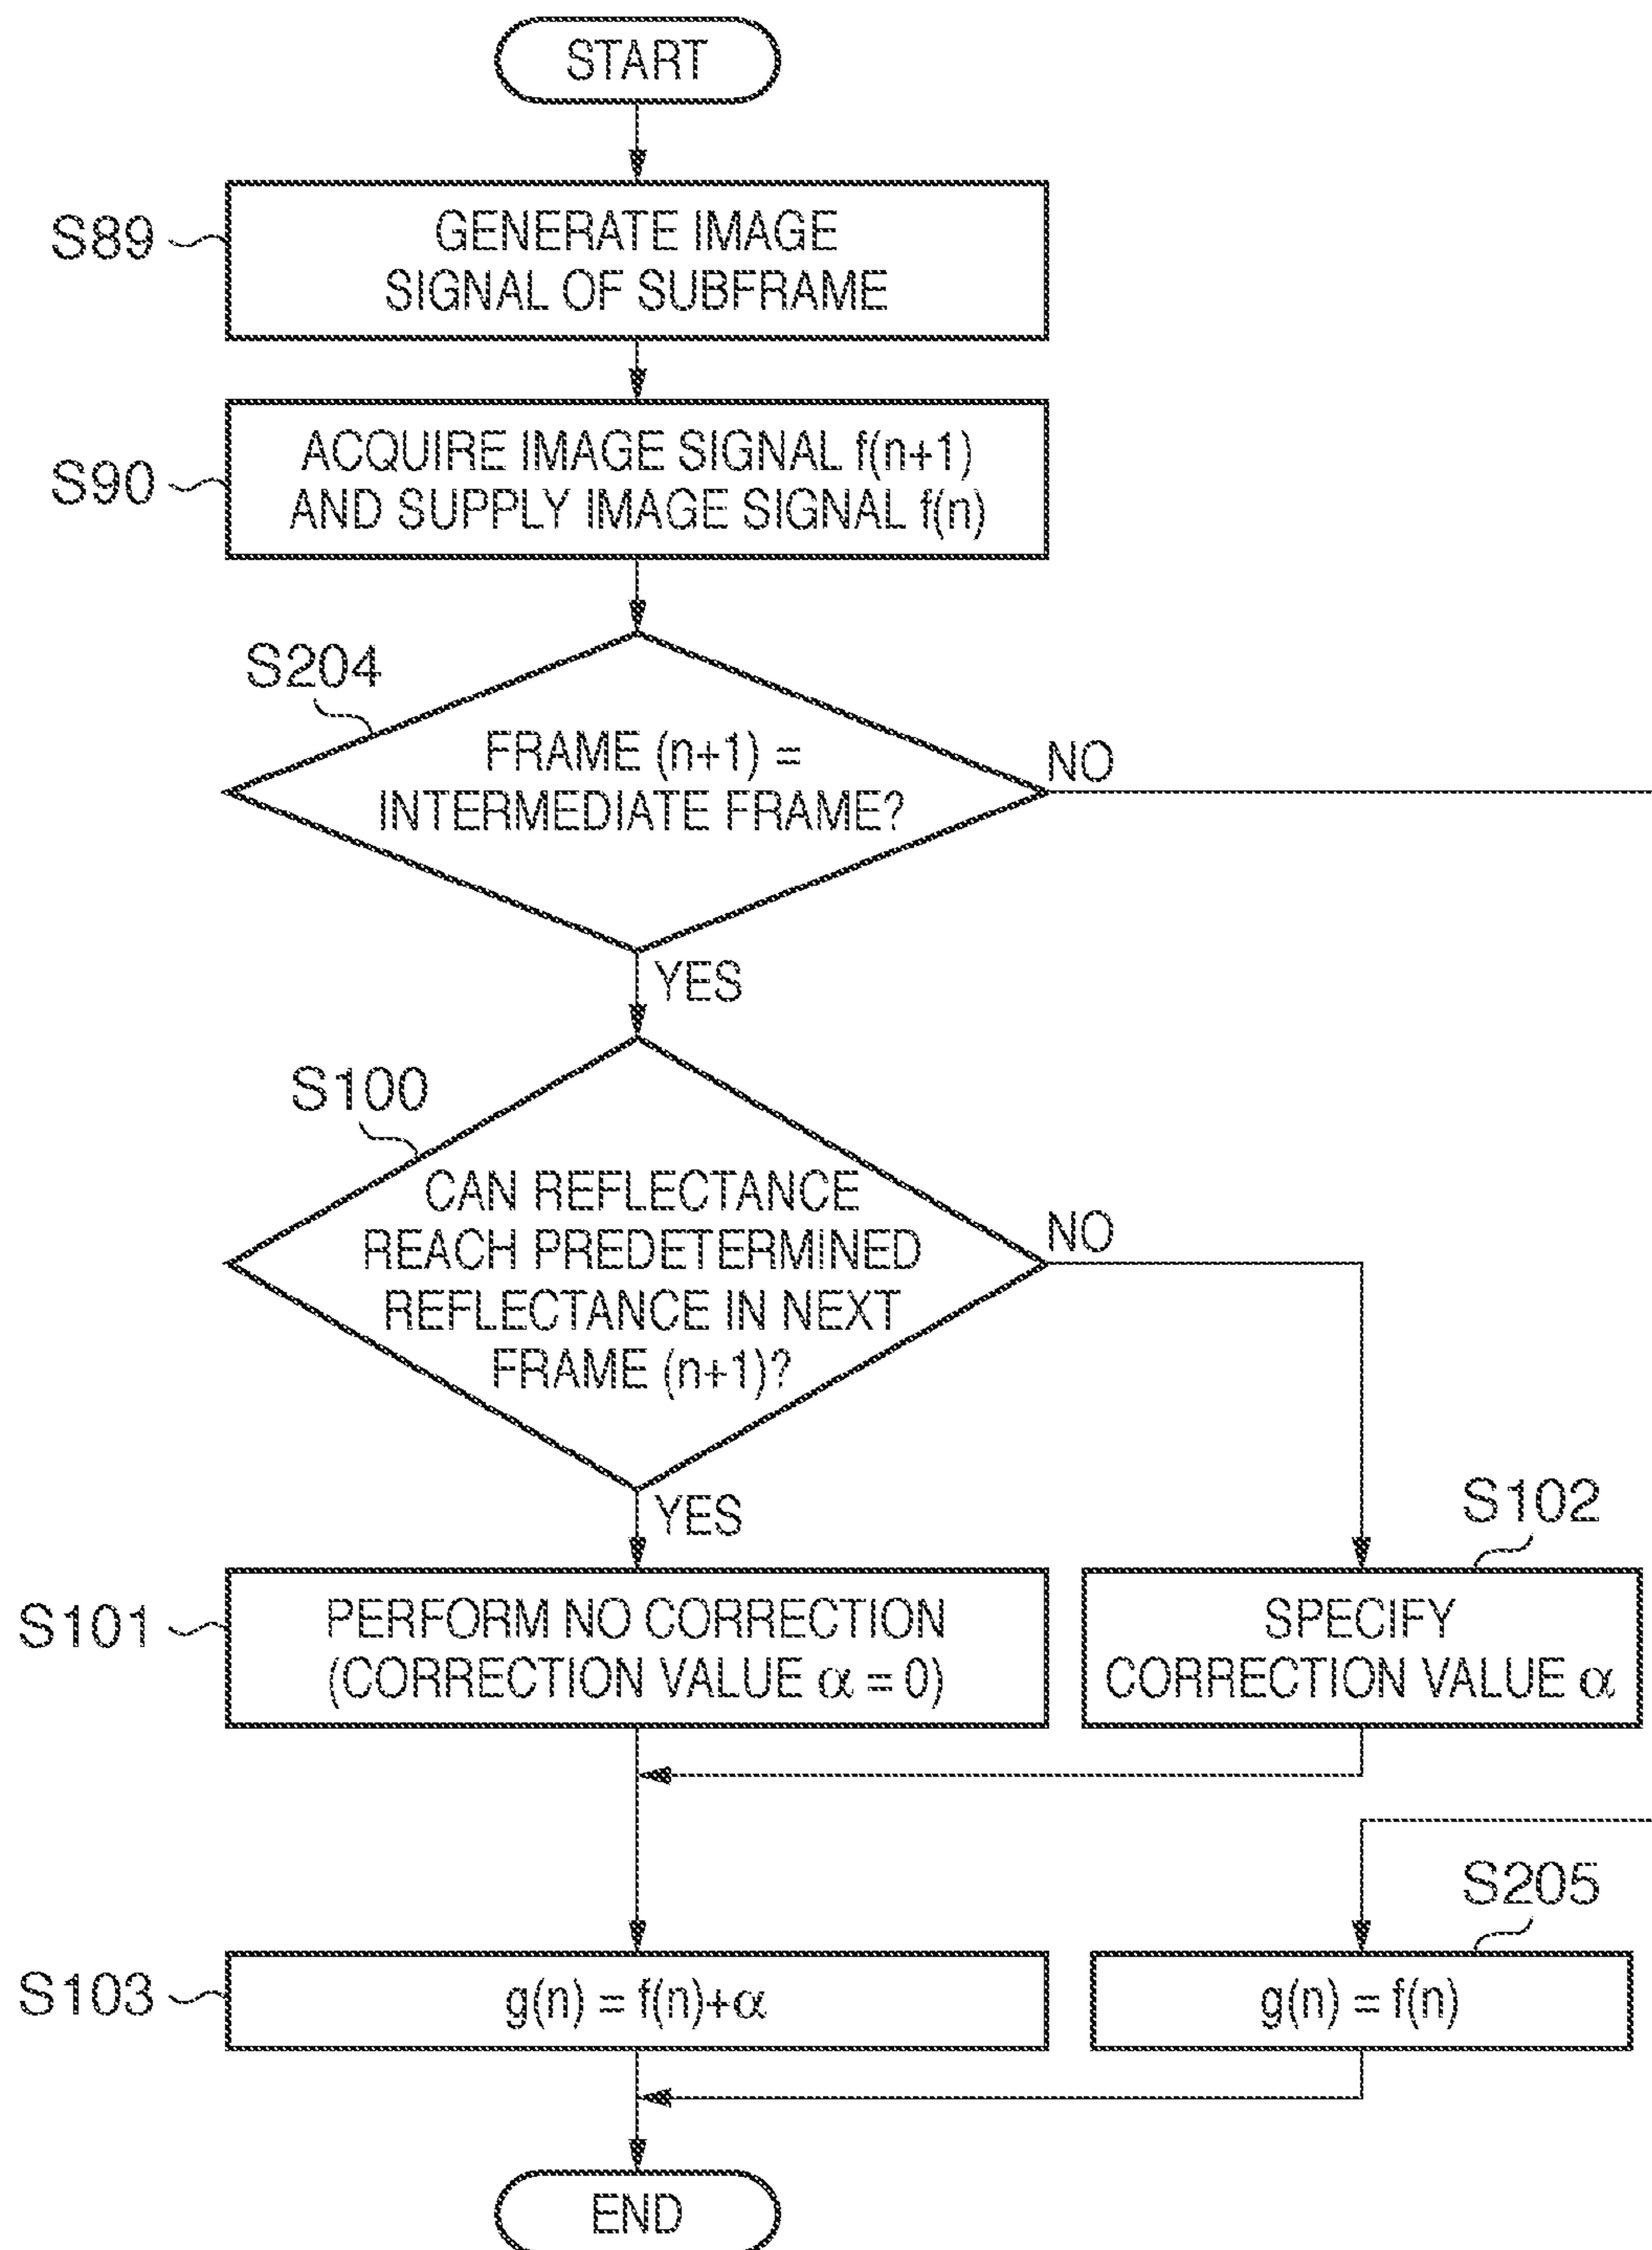 START
S89
GENERATE IMAGE
SIGNAL OF SUBFRAME
S90
ACQUIRE IMAGE SIGNAL f(n+1)
AND SUPPLY IMAGE SIGNAL f(n)
S204
FRAME (n+1) =
INTERMEDIATE FRAME?
NO
YES
S100
CAN REFLECTANCE
REACH PREDETERMINED
REFLECTANCE IN NEXT
FRAME (n+1)?
NO
YES
S101
PERFORM NO CORRECTION
(CORRECTION VALUE α = 0)
S102
SPECIFY
CORRECTION VALUE α
S103
g(n) = f(n)+α
S205
g(n) = f(n)
END